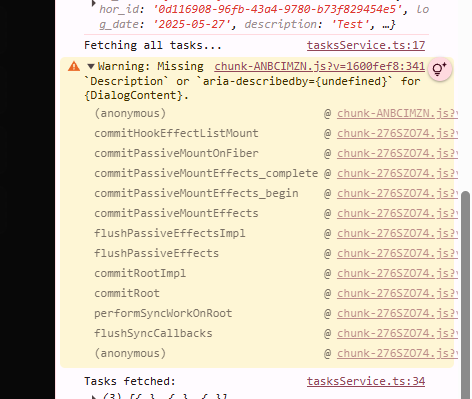 hor_id: '0d116908-96fb-43a4-9780-b73f829454e5', lo
g_date: '2025-05-27', description: 'Test', …}
Fetching all tasks... tasksService.ts:17
Warning: Missing chunk-ANBCIMZN.js?v=1600fef8:341
`Description` or `aria-describedby={undefined}` for
{DialogContent}.
(anonymous) @ chunk-ANBCIMZN.js?v
commitHookEffectListMount @ chunk-276SZO74.js?v
commitPassiveMountOnFiber @ chunk-276SZO74.js?v
commitPassiveMountEffects_complete @ chunk-276SZO74.js?v
commitPassiveMountEffects_begin @ chunk-276SZO74.js?v
commitPassiveMountEffects @ chunk-276SZO74.js?v
flushPassiveEffectsImpl @ chunk-276SZO74.js?v
flushPassiveEffects @ chunk-276SZO74.js?v
commitRootImpl @ chunk-276SZO74.js?v
commitRoot @ chunk-276SZO74.js?v
performSyncWorkOnRoot @ chunk-276SZO74.js?v
flushSyncCallbacks @ chunk-276SZO74.js?v
(anonymous) @ chunk-276SZO74.js?v
Tasks fetched: tasksService.ts:34
(3) [{…}, {…}, {…}]